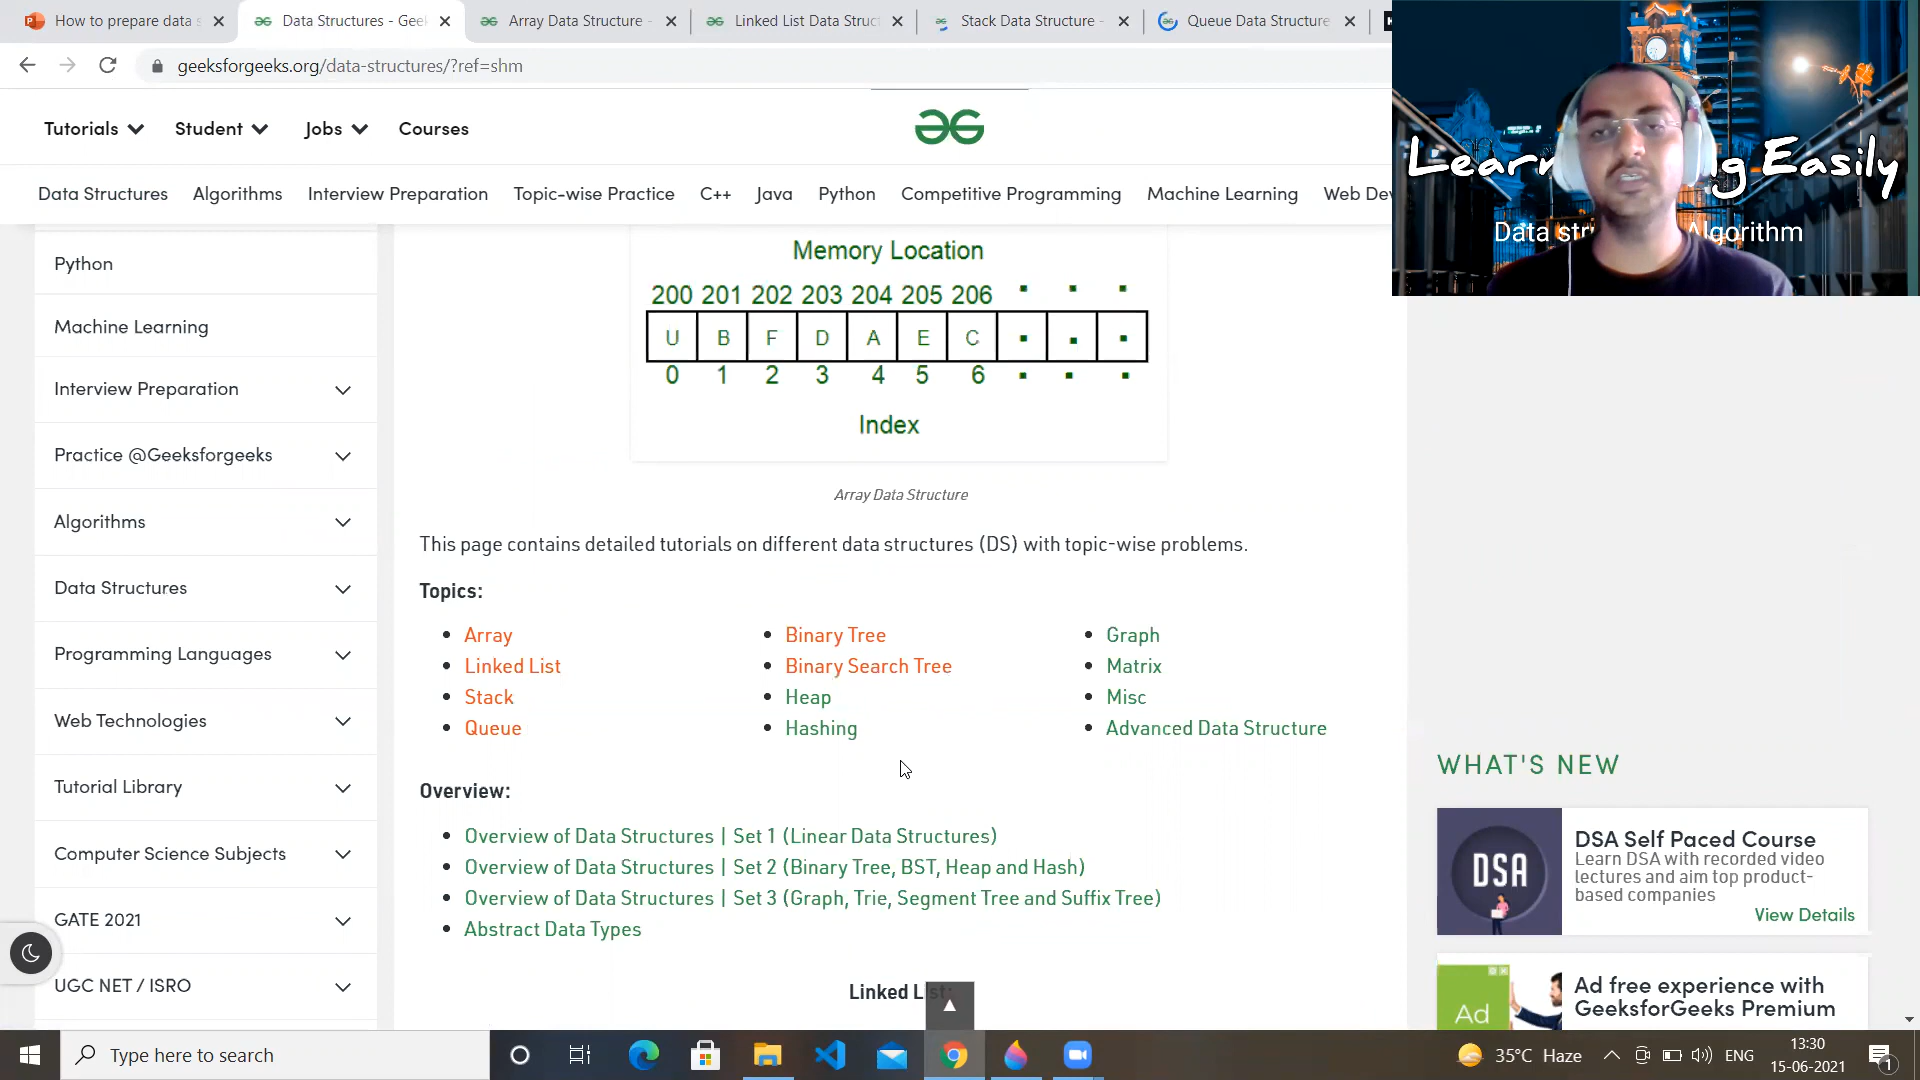 How to prepare data s
Data Structures - Geek
Array Data Structure -
Linked List Data Struct
Stack Data Structure -
Queue Data Structure
geeksforgeeks.org/data-structures/?ref=shm
Tutorials
Student
Jobs
Courses
Data Structures
Algorithms
Interview Preparation
Topic-wise Practice
C++
Java
Python
Competitive Programming
Machine Learning
Web Dev
Learn
g Easily
Data str
Algorithm
Python
Machine Learning
Interview Preparation
Practice @Geeksforgeeks
Algorithms
Data Structures
Programming Languages
Web Technologies
Tutorial Library
Computer Science Subjects
GATE 2021
UGC NET / ISRO
Memory Location
200 201 202 203 204 205 206
U B F D A E C
0 1 2 3 4 5 6
Index
Array Data Structure
This page contains detailed tutorials on different data structures (DS) with topic-wise problems.
Topics:
Array
Linked List
Stack
Queue
Binary Tree
Binary Search Tree
Heap
Hashing
Graph
Matrix
Misc
Advanced Data Structure
Overview:
Overview of Data Structures | Set 1 (Linear Data Structures)
Overview of Data Structures | Set 2 (Binary Tree, BST, Heap and Hash)
Overview of Data Structures | Set 3 (Graph, Trie, Segment Tree and Suffix Tree)
Abstract Data Types
Linked List:
WHAT'S NEW
DSA
DSA Self Paced Course
Learn DSA with recorded video
lectures and aim top product-
based companies
View Details
Ad
Ad free experience with
GeeksforGeeks Premium
Type here to search
35°C Haze
ENG
13:30
15-06-2021
1